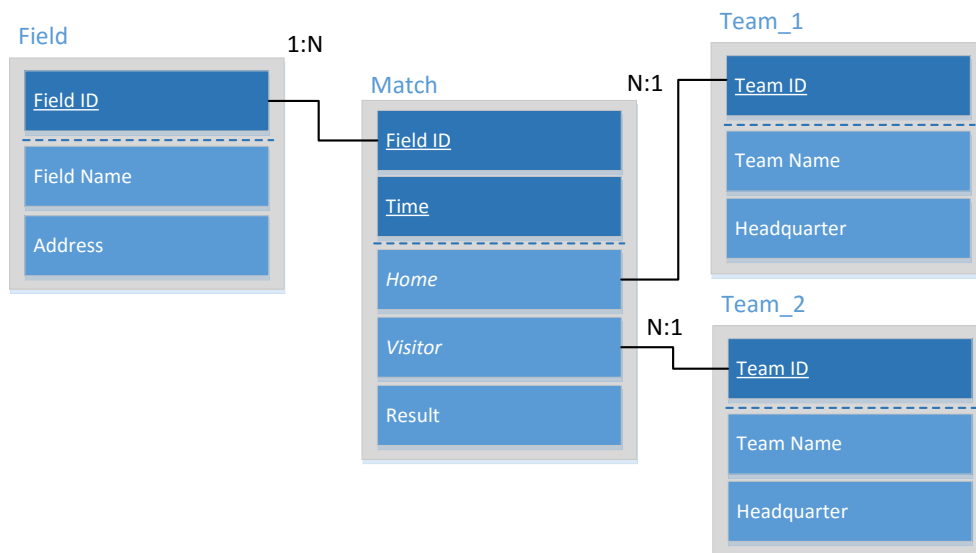 Field
1:N
Field ID
Field Name
Address
Match
Field ID
Time
Home
Visitor
Result
N:1
Team_1
Team ID
Team Name
Headquarter
N:1
Team_2
Team ID
Team Name
Headquarter